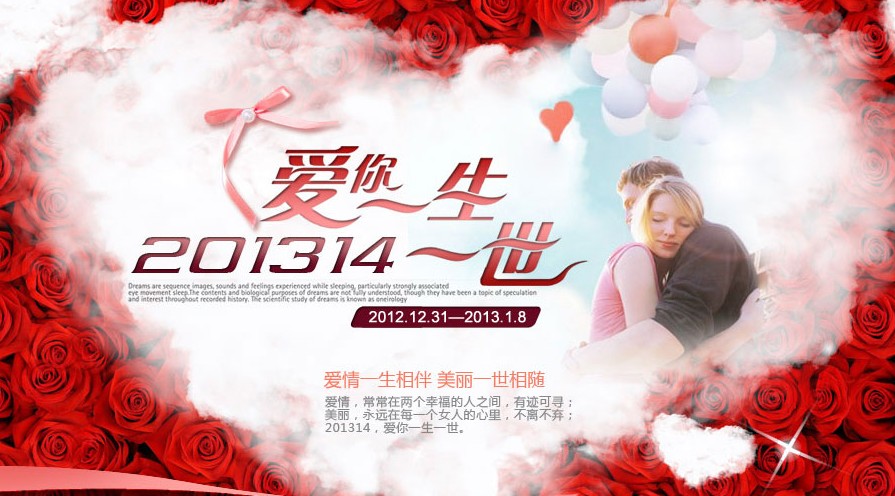 爱你一生
201314一世
Dreams are sequence images, sounds and feelings experienced while sleeping, particularly strongly associated
eye movement sleep.The contents and biological purposes of dreams are not fully understood, though they have been a topic of speculation
and interest throughout recorded history. The scientific study of dreams is known as oneirology
2012.12.31—2013.1.8
爱情一生相伴 美丽一世相随
爱情，常常在两个幸福的人之间，有迹可寻；
美丽，永远在每一个女人的心里，不离不弃；
201314，爱你一生一世。